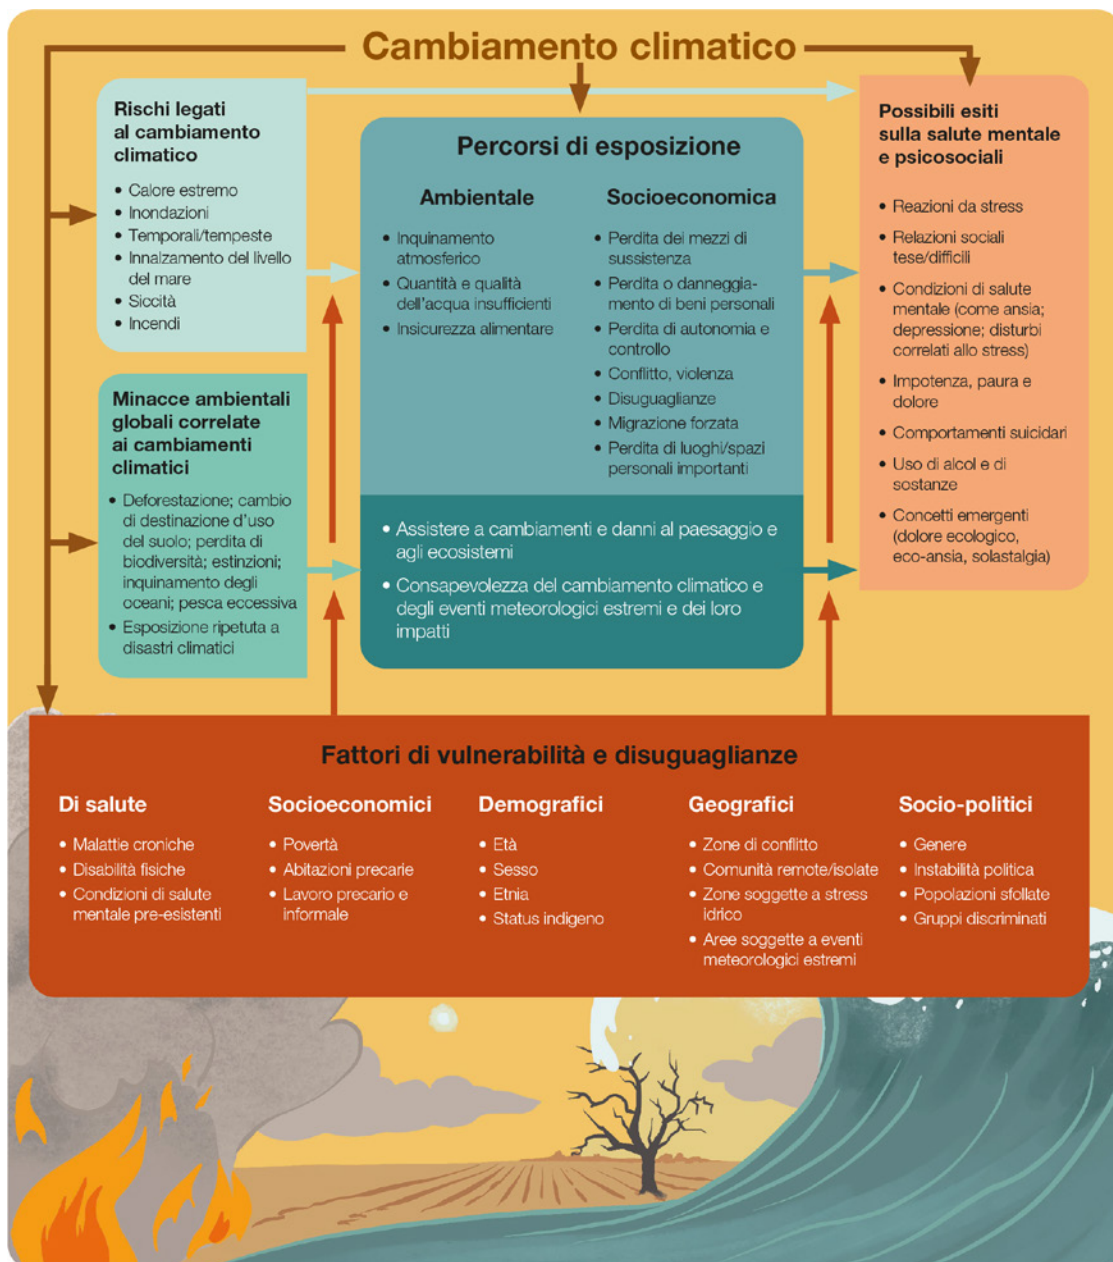 Cambiamento climatico
Rischi legati
al cambiamento
climatico
• Calore estremo
• Inondazioni
• Temporali/tempeste
• Innalzamento del livello
del mare
• Siccità
• Incendi
Minacce ambientali
globali correlate
ai cambiamenti
climatici
• Deforestazione; cambio
di destinazione d'uso
del suolo; perdita di
biodiversità; estinzioni;
inquinamento degli
oceani; pesca eccessiva
• Esposizione ripetuta a
disastri climatici
Percorsi di esposizione
Ambientale
• Inquinamento
atmosferico
• Quantità e qualità
dell'acqua insufficienti
• Insicurezza alimentare
Socioeconomica
• Perdita dei mezzi di
sussistenza
• Perdita o danneggia-
mento di beni personali
• Perdita di autonomia e
controllo
• Conflitto, violenza
• Disuguaglianze
• Migrazione forzata
• Perdita di luoghi/spazi
personali importanti
• Assistere a cambiamenti e danni al paesaggio e
agli ecosistemi
• Consapevolezza del cambiamento climatico e
degli eventi meteorologici estremi e dei loro
impatti
Possibili esiti
sulla salute mentale
e psicosociali
• Reazioni da stress
• Relazioni sociali
tese/difficili
• Condizioni di salute
mentale (come ansia;
depressione; disturbi
correlati allo stress)
• Impotenza, paura e
dolore
• Comportamenti suicidari
• Uso di alcol e di
sostanze
• Concetti emergenti
(dolore ecologico,
eco-ansia, solastalgia)
Fattori di vulnerabilità e disuguaglianze
Di salute
• Malattie croniche
• Disabilità fisiche
• Condizioni di salute
mentale pre-esistenti
Socioeconomici
• Povertà
• Abitazioni precarie
• Lavoro precario e
informale
Demografici
• Età
• Sesso
• Etnia
• Status indigeno
Geografici
• Zone di conflitto
• Comunità remote/isolate
• Zone soggette a stress
idrico
• Aree soggette a eventi
meteorologici estremi
Socio-politici
• Genere
• Instabilità politica
• Popolazioni sfollate
• Gruppi discriminati